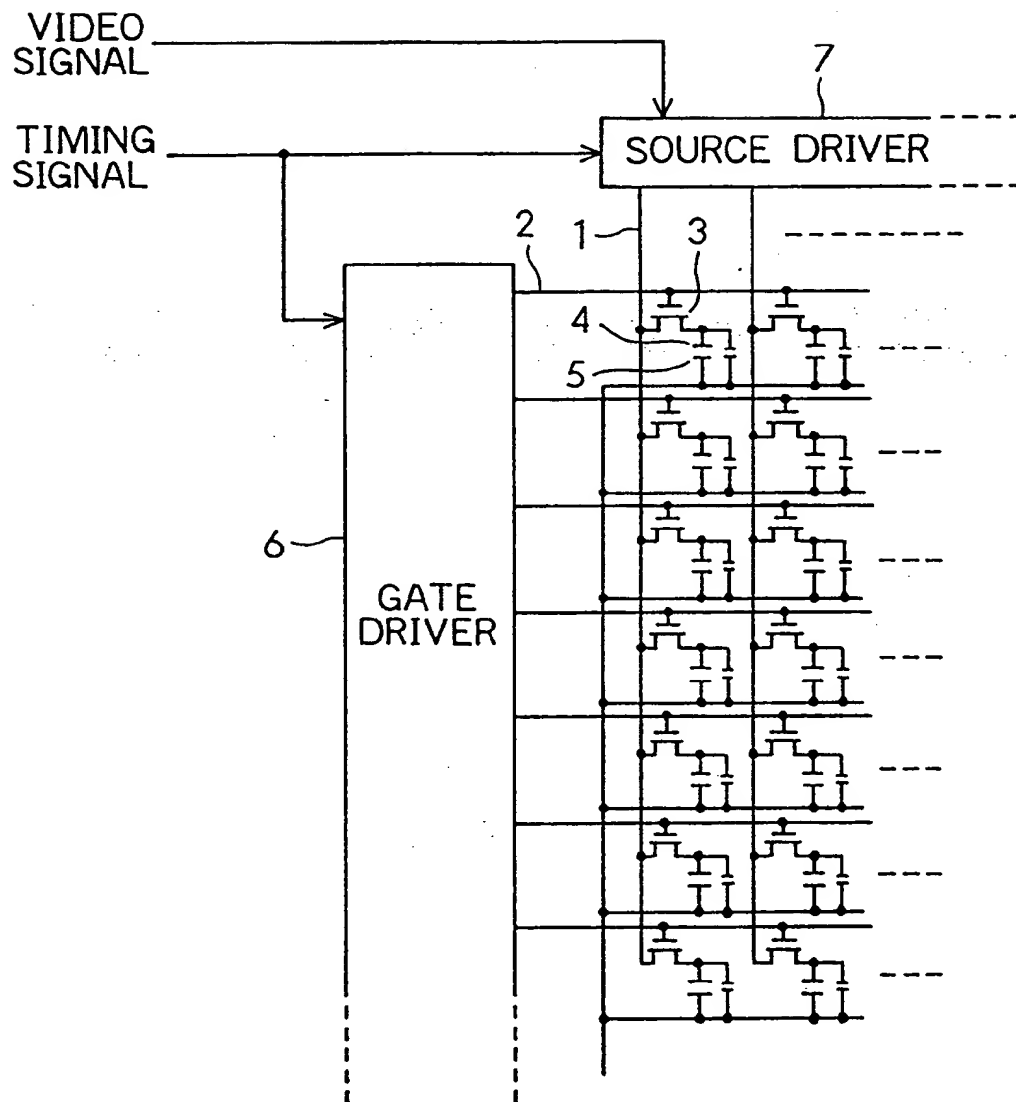 VIDEO
SIGNAL
7
TIMING
SIGNAL
SOURCE DRIVER
1
2
3
4
5
6
GATE
DRIVER